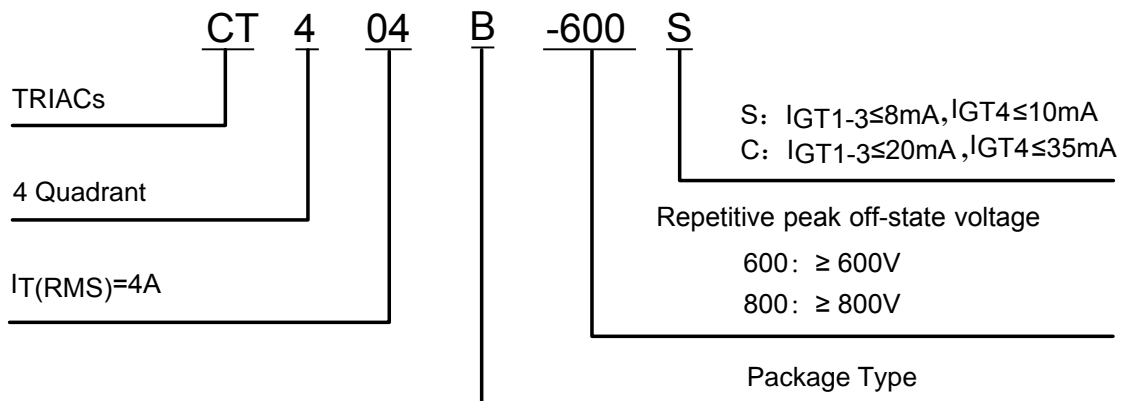 CT 4 04 B -600 S
TRIACs
4 Quadrant
IT(RMS)=4A
S：IGT1-3≤8mA，IGT4≤10mA
C：IGT1-3≤20mA，IGT4≤35mA
Repetitive peak off-state voltage
600：≥ 600V
800：≥ 800V
Package Type